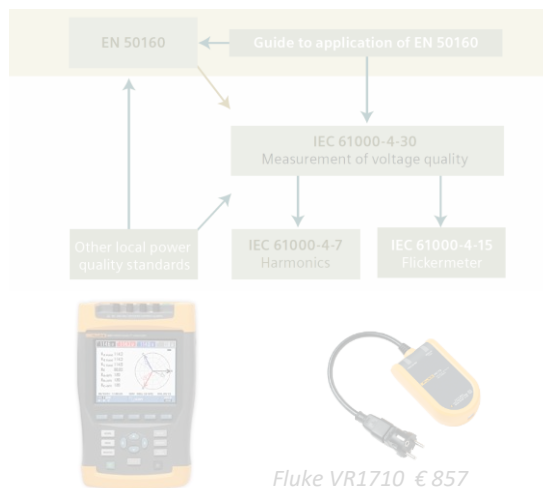 EN 50160
Guide to application of EN 50160
IEC 61000-4-30
Measurement of voltage quality
Other local power
quality standards
IEC 61000-4-7
Harmonics
IEC 61000-4-15
Flickermeter
Fluke VR1710 € 857